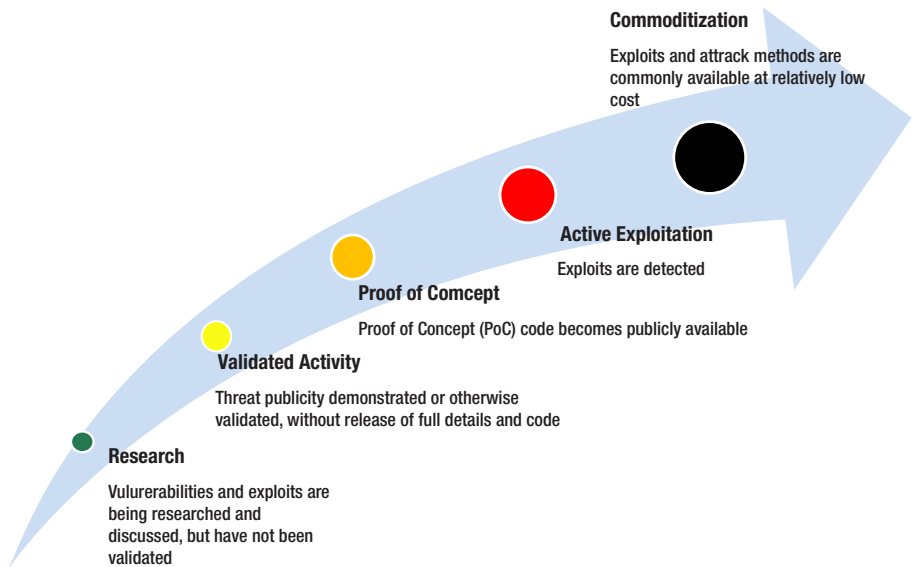 Commoditization
Exploits and attrack methods are
commonly available at relatively low
cost
Active Exploitation
Exploits are detected
Proof of Comcept
Proof of Concept (PoC) code becomes publicly available
Validated Activity
Threat publicity demonstrated or otherwise
validated, without release of full details and code
Research
Vulurerabilities and exploits are
being researched and
discussed, but have not been
validated